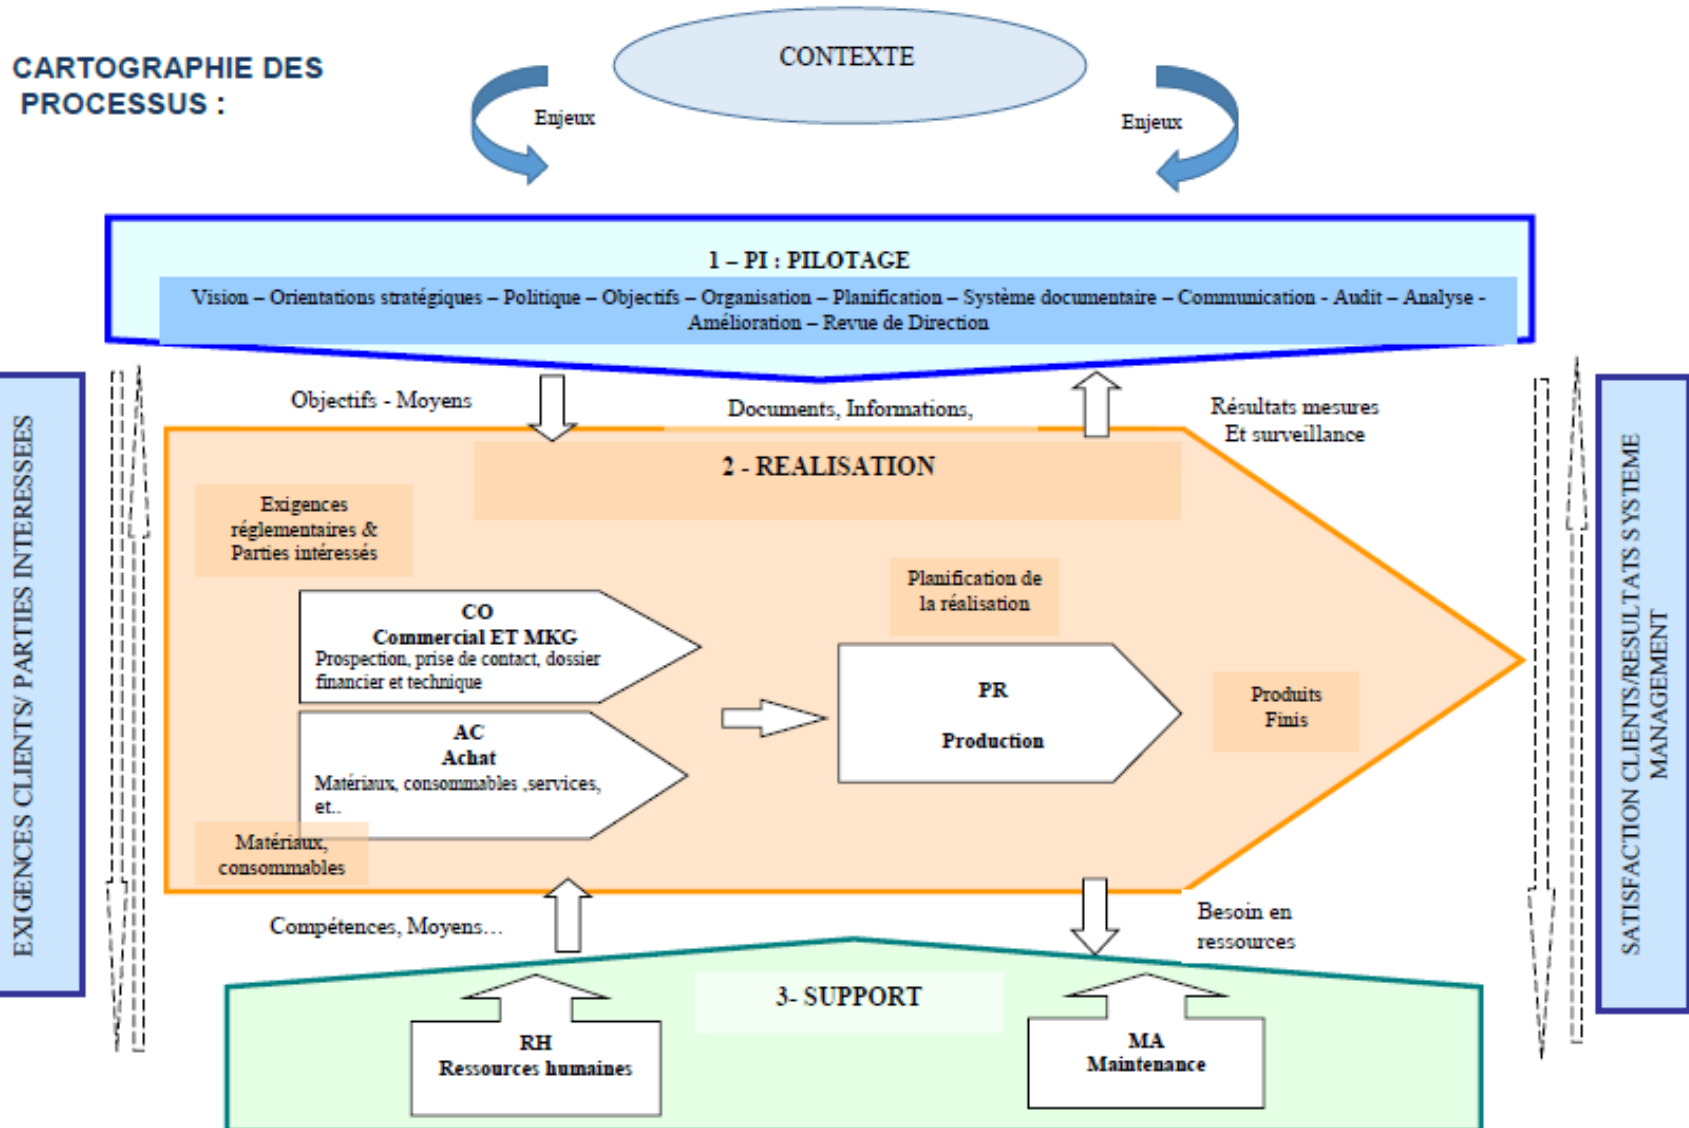 CARTOGRAPHIE DES
PROCESSUS :
CONTEXTE
Enjeux
Enjeux
1 – PI : PILOTAGE
Vision – Orientations stratégiques – Politique – Objectifs – Organisation – Planification – Système documentaire – Communication - Audit – Analyse -
Amélioration – Revue de Direction
Objectifs - Moyens
Documents, Informations,
Résultats mesures
Et surveillance
EXIGENCES CLIENTS/ PARTIES INTERESSEES
2 - REALISATION
Exigences
réglementaires &
Parties intéressés
CO
Commercial ET MKG
Prospection, prise de contact, dossier
financier et technique
AC
Achat
Matériaux, consommables ,services,
et..
Matériaux,
consommables
Planification de
la réalisation
PR
Production
Produits
Finis
SATISFACTION CLIENTS/RESULTATS SYSTEME
MANAGEMENT
Compétences, Moyens…
Besoin en
ressources
3- SUPPORT
RH
Ressources humaines
MA
Maintenance